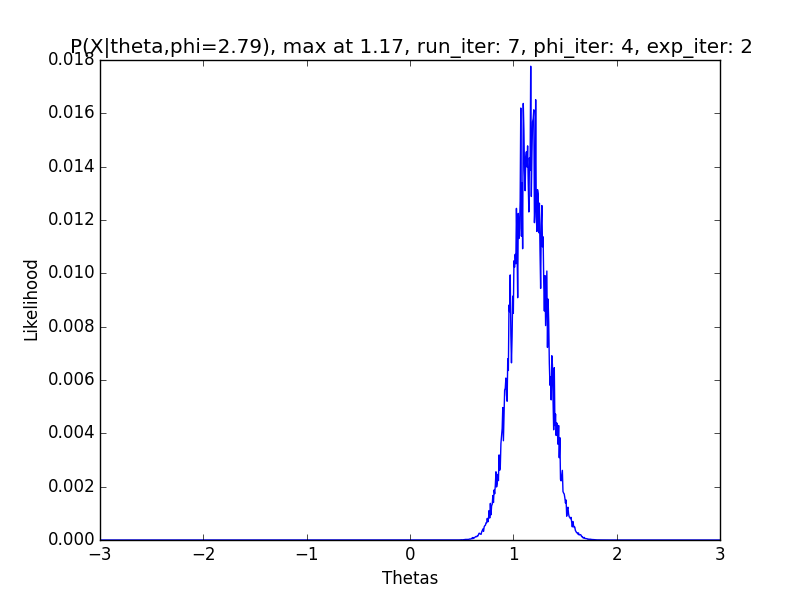 P(X|theta,phi=2.79), max at 1.17, run_iter: 7, phi_iter: 4, exp_iter: 2
0.018
0.016
0.014
0.012
0.010
0.008
0.006
0.004
0.002
0.000
Likelihood
−3 −2 −1 0 1 2 3
Thetas